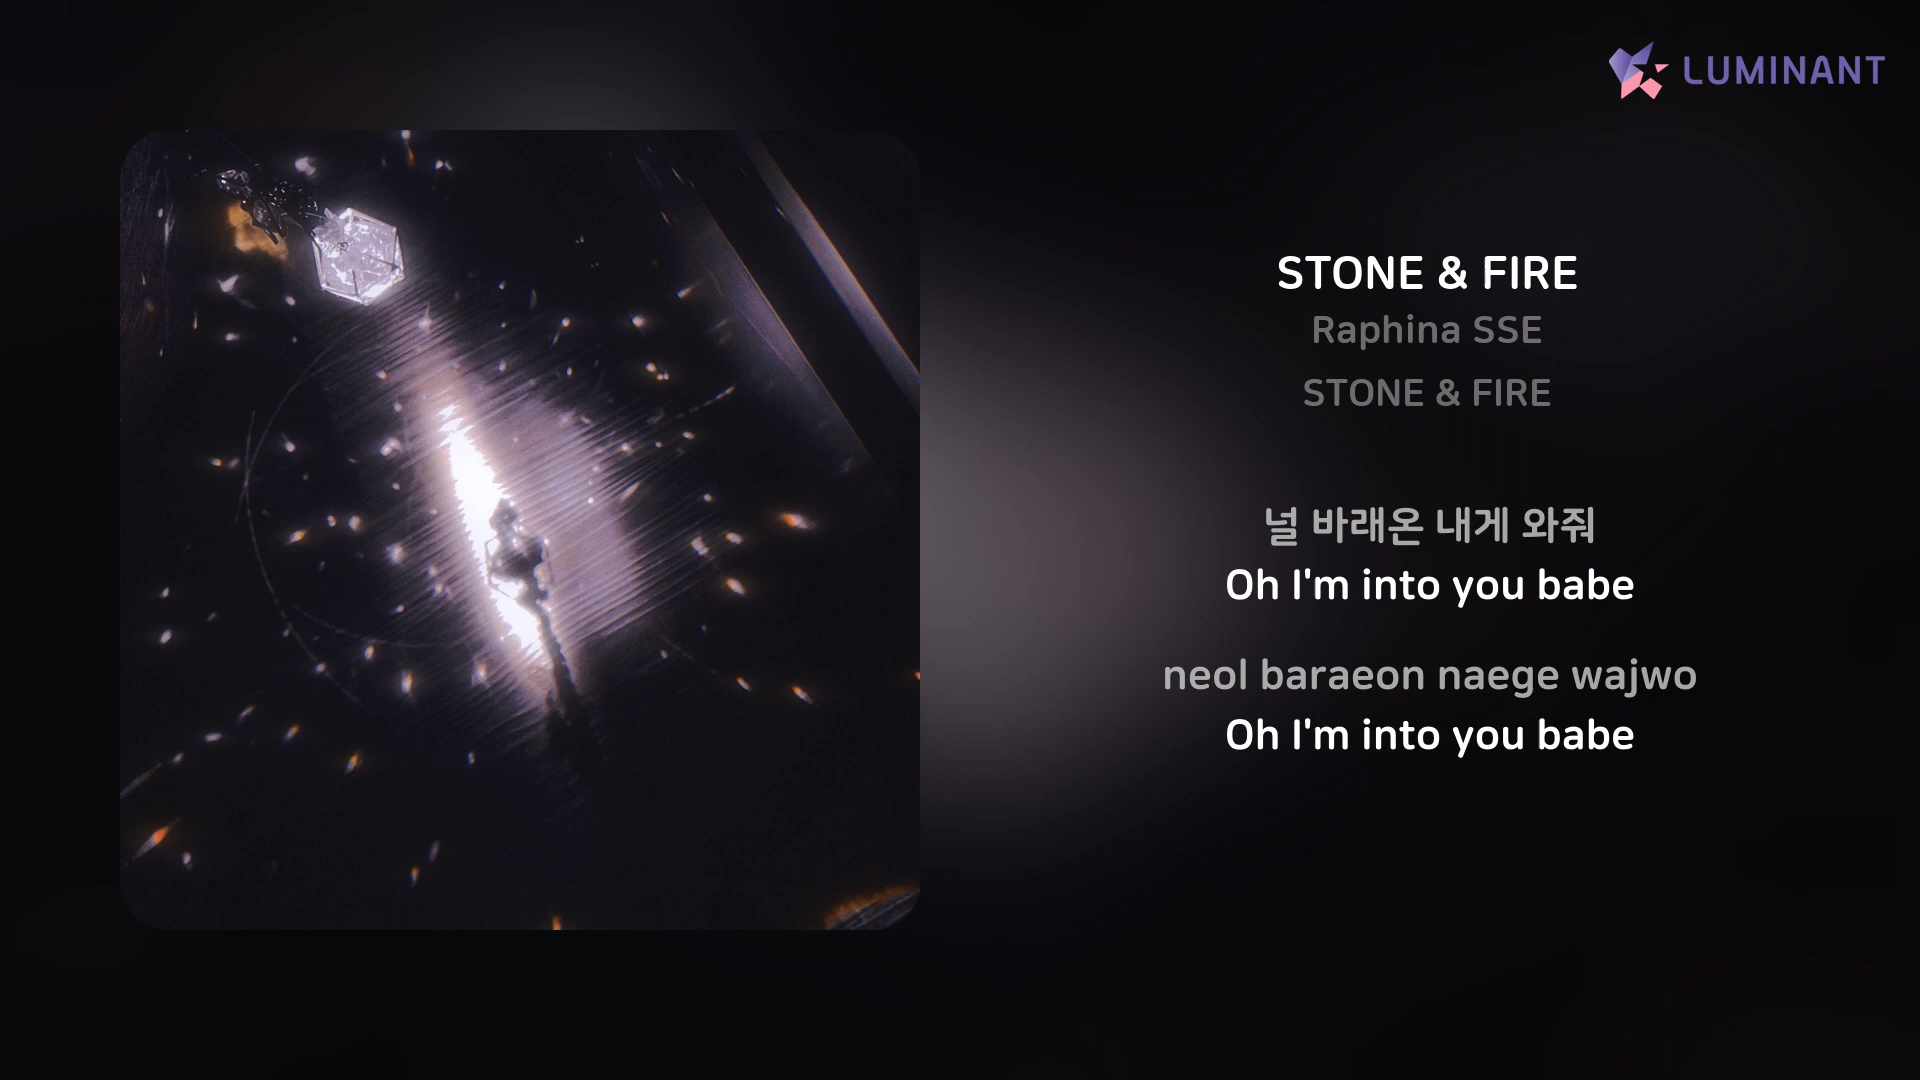 LUMINANT
STONE & FIRE
Raphina SSE
STONE & FIRE
널 바래온 내게 와줘
Oh I'm into you babe
neol baraeon naege wajwo
Oh I'm into you babe